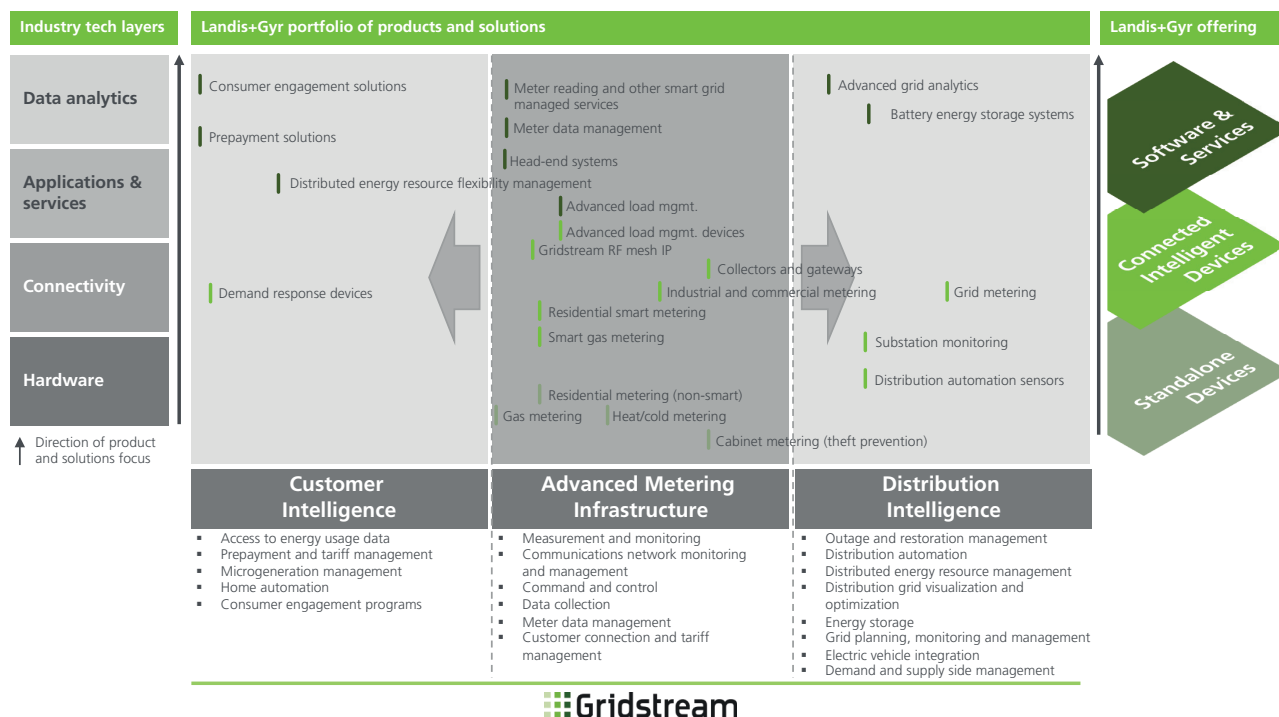 Industry tech layers
Landis+Gyr portfolio of products and solutions
Landis+Gyr offering
Data analytics
Applications &
services
Connectivity
Hardware
Direction of product
and solutions focus
Consumer engagement solutions
Prepayment solutions
Distributed energy resource flexibility management
Demand response devices
Meter reading and other smart grid
managed services
Meter data management
Head-end systems
Advanced load mgmt.
Advanced load mgmt. devices
Gridstream RF mesh IP
Collectors and gateways
Industrial and commercial metering
Residential smart metering
Smart gas metering
Residential metering (non-smart)
Gas metering
Heat/cold metering
Cabinet metering (theft prevention)
Advanced grid analytics
Battery energy storage systems
Grid metering
Substation monitoring
Distribution automation sensors
Software &
Services
Connected
Intelligent
Devices
Standalone
Devices
Customer
Intelligence
▪ Access to energy usage data
▪ Prepayment and tariff management
▪ Microgeneration management
▪ Home automation
▪ Consumer engagement programs
Advanced Metering
Infrastructure
▪ Measurement and monitoring
▪ Communications network monitoring
and management
▪ Command and control
▪ Data collection
▪ Meter data management
▪ Customer connection and tariff
management
Distribution
Intelligence
▪ Outage and restoration management
▪ Distribution automation
▪ Distributed energy resource management
▪ Distribution grid visualization and
optimization
▪ Energy storage
▪ Grid planning, monitoring and management
▪ Electric vehicle integration
▪ Demand and supply side management
Gridstream